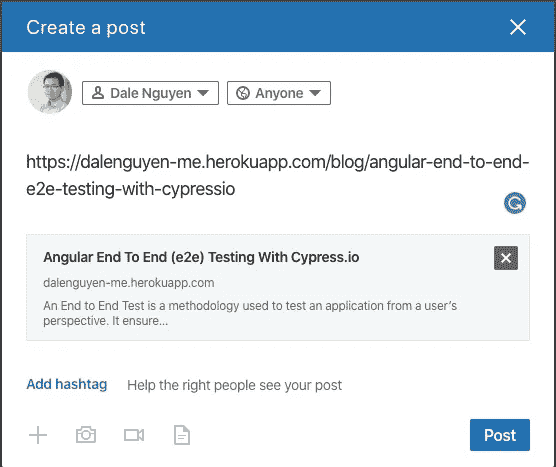 Create a post
Dale Nguyen
Anyone
https://dalenguyen-me.herokuapp.com/blog/angular-end-to-end-
e2e-testing-with-cypressio
Angular End To End (e2e) Testing With Cypress.io
dalenguyen-me.herokuapp.com
An End to End Test is a methodology used to test an application from a user's
perspective. It ensure...
Add hashtag Help the right people see your post
Post